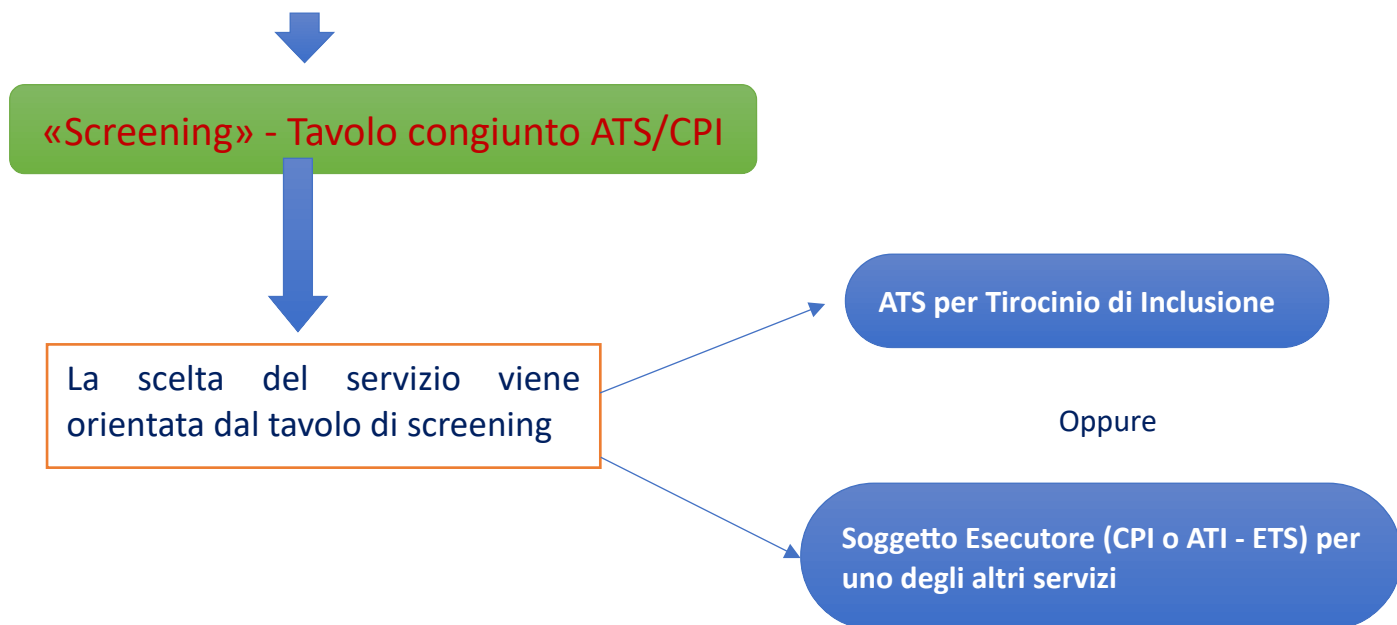 «Screening» - Tavolo congiunto ATS/CPI
ATS per Tirocinio di Inclusione
La scelta del servizio viene
orientata dal tavolo di screening
Oppure
Soggetto Esecutore (CPI o ATI - ETS) per
uno degli altri servizi